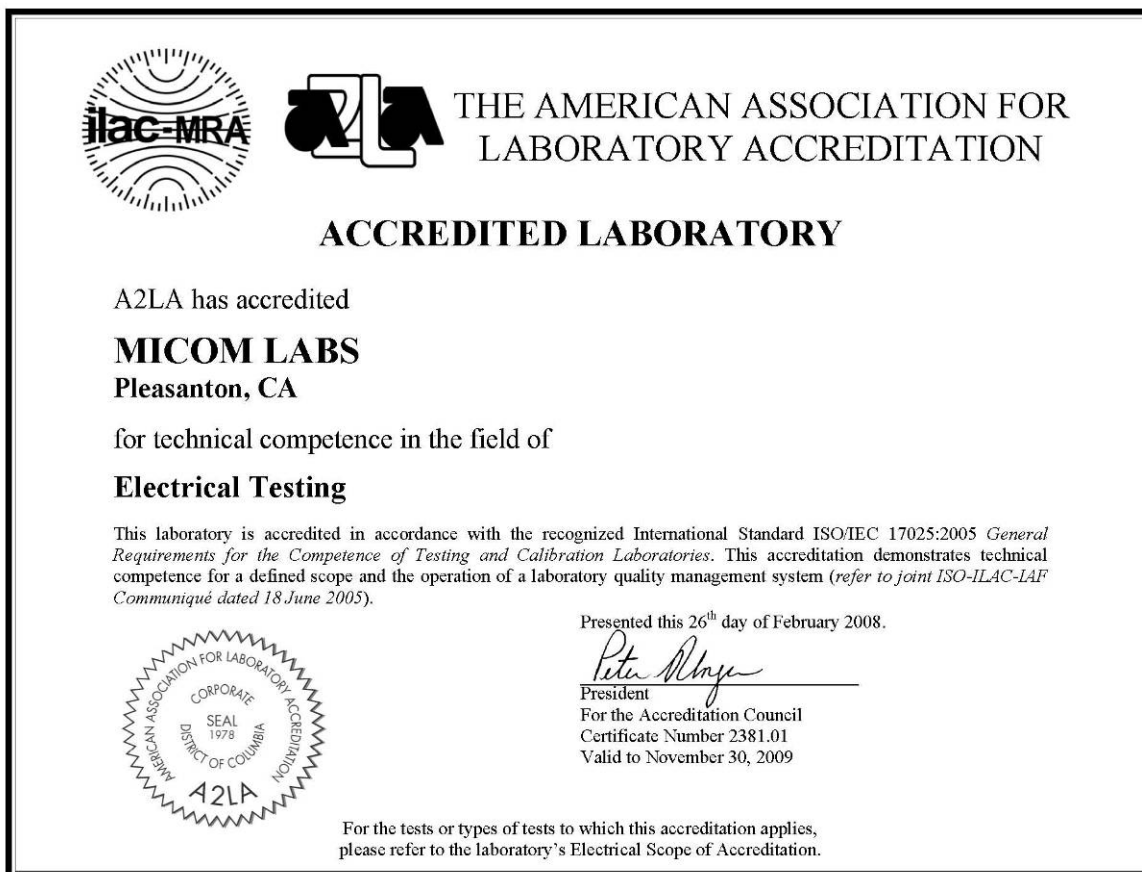 ilac-MRA
A2LA
THE AMERICAN ASSOCIATION FOR
LABORATORY ACCREDITATION
ACCREDITED LABORATORY
A2LA has accredited
MICOM LABS
Pleasanton, CA
for technical competence in the field of
Electrical Testing
This laboratory is accredited in accordance with the recognized International Standard ISO/IEC 17025:2005 General
Requirements for the Competence of Testing and Calibration Laboratories. This accreditation demonstrates technical
competence for a defined scope and the operation of a laboratory quality management system (refer to joint ISO-ILAC-IAF
Communiqué dated 18 June 2005).
Presented this 26th day of February 2008.
Peter Unger
President
For the Accreditation Council
Certificate Number 2381.01
Valid to November 30, 2009
AMERICAN ASSOCIATION FOR LABORATORY ACCREDITATION
CORPORATE
SEAL
1978
DISTRICT OF COLUMBIA
A2LA
For the tests or types of tests to which this accreditation applies,
please refer to the laboratory's Electrical Scope of Accreditation.